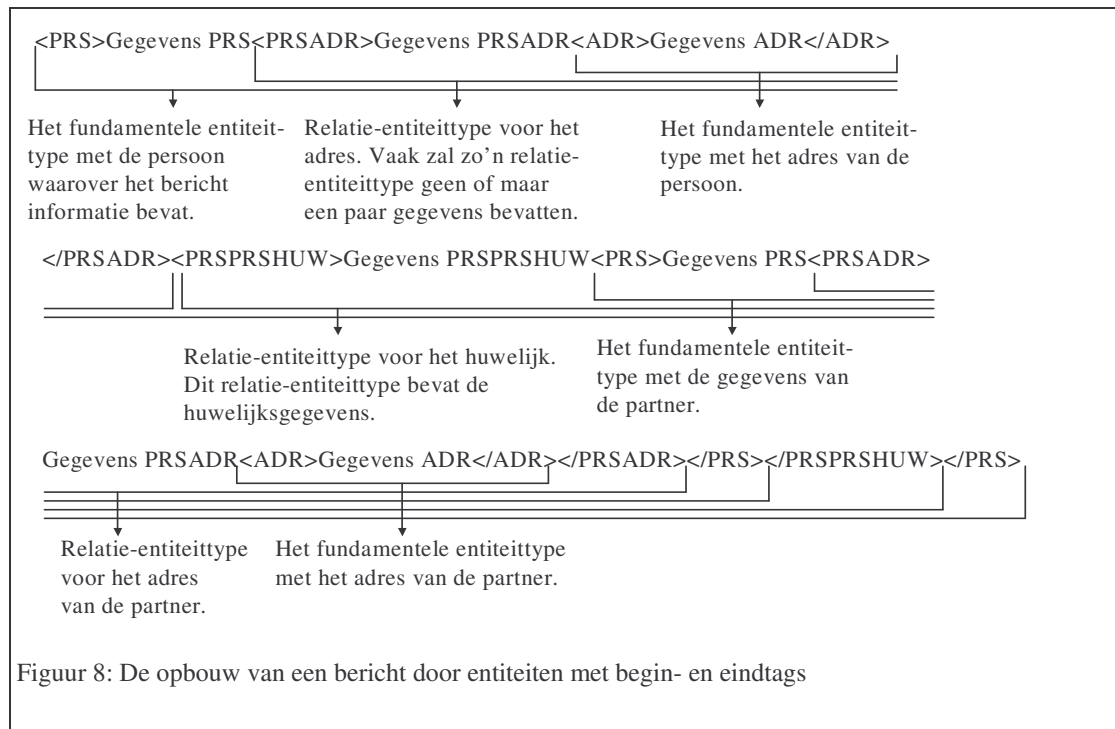 <PRS>Gegevens PRS<PRSADR>Gegevens PRSADR<ADR>Gegevens ADR</ADR>
Het fundamentele entiteit-
type met de persoon
waarover het bericht
informatie bevat.
Relatie-entiteittype voor het
adres. Vaak zal zo’n relatie-
entiteittype geen of maar
een paar gegevens bevatten.
Het fundamentele entiteit-
type met het adres van de
persoon.
</PRSADR><PRSPRSHUW>Gegevens PRSPRSHUW<PRS>Gegevens PRS<PRSADR>
Relatie-entiteittype voor het huwelijk.
Dit relatie-entiteittype bevat de
huwelijksgegevens.
Het fundamentele entiteit-
type met de gegevens van
de partner.
Gegevens PRSADR<ADR>Gegevens ADR</ADR></PRSADR></PRS></PRSPRSHUW></PRS>
Relatie-entiteittype
voor het adres
van de partner.
Het fundamentele entiteittype
met het adres van de partner.
Figuur 8: De opbouw van een bericht door entiteiten met begin- en eindtags